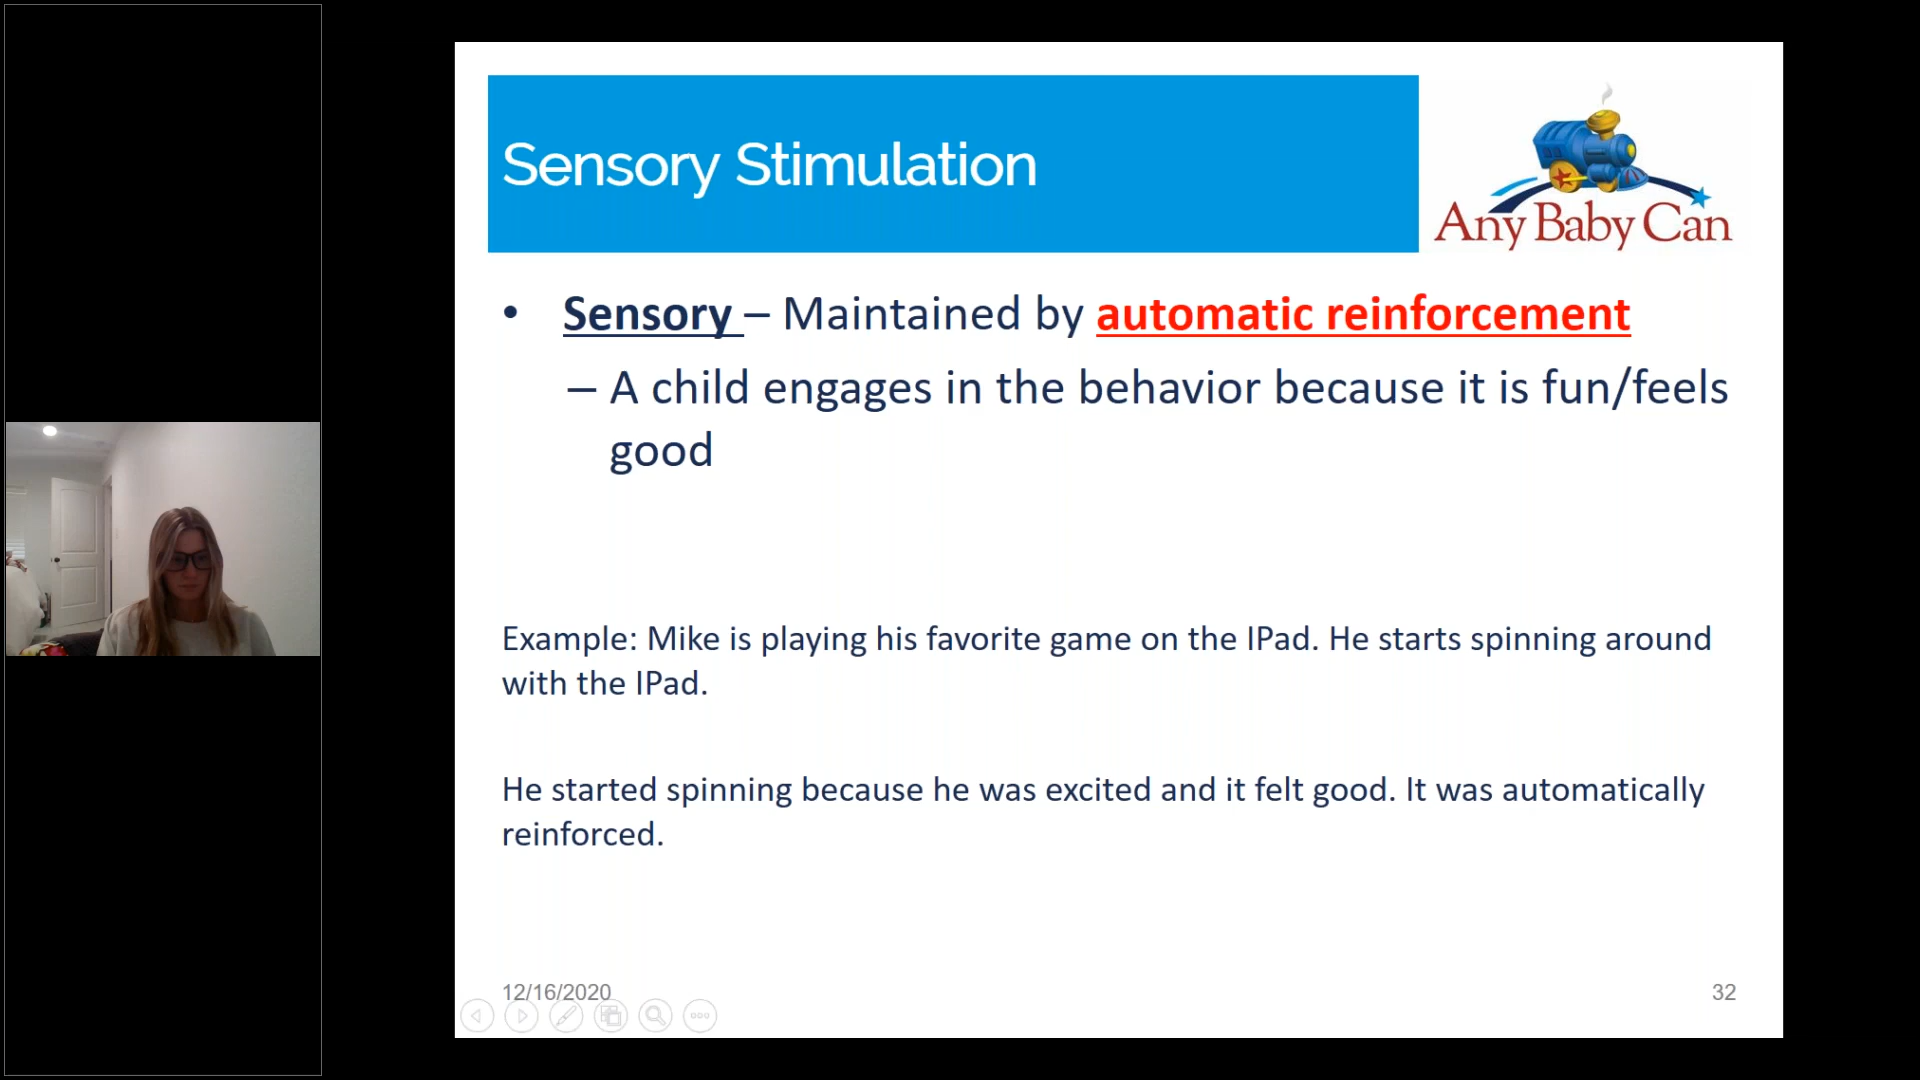 Sensory Stimulation
Any Baby Can
• Sensory – Maintained by automatic reinforcement
– A child engages in the behavior because it is fun/feels
good
Example: Mike is playing his favorite game on the IPad. He starts spinning around
with the IPad.
He started spinning because he was excited and it felt good. It was automatically
reinforced.
12/16/2020
32